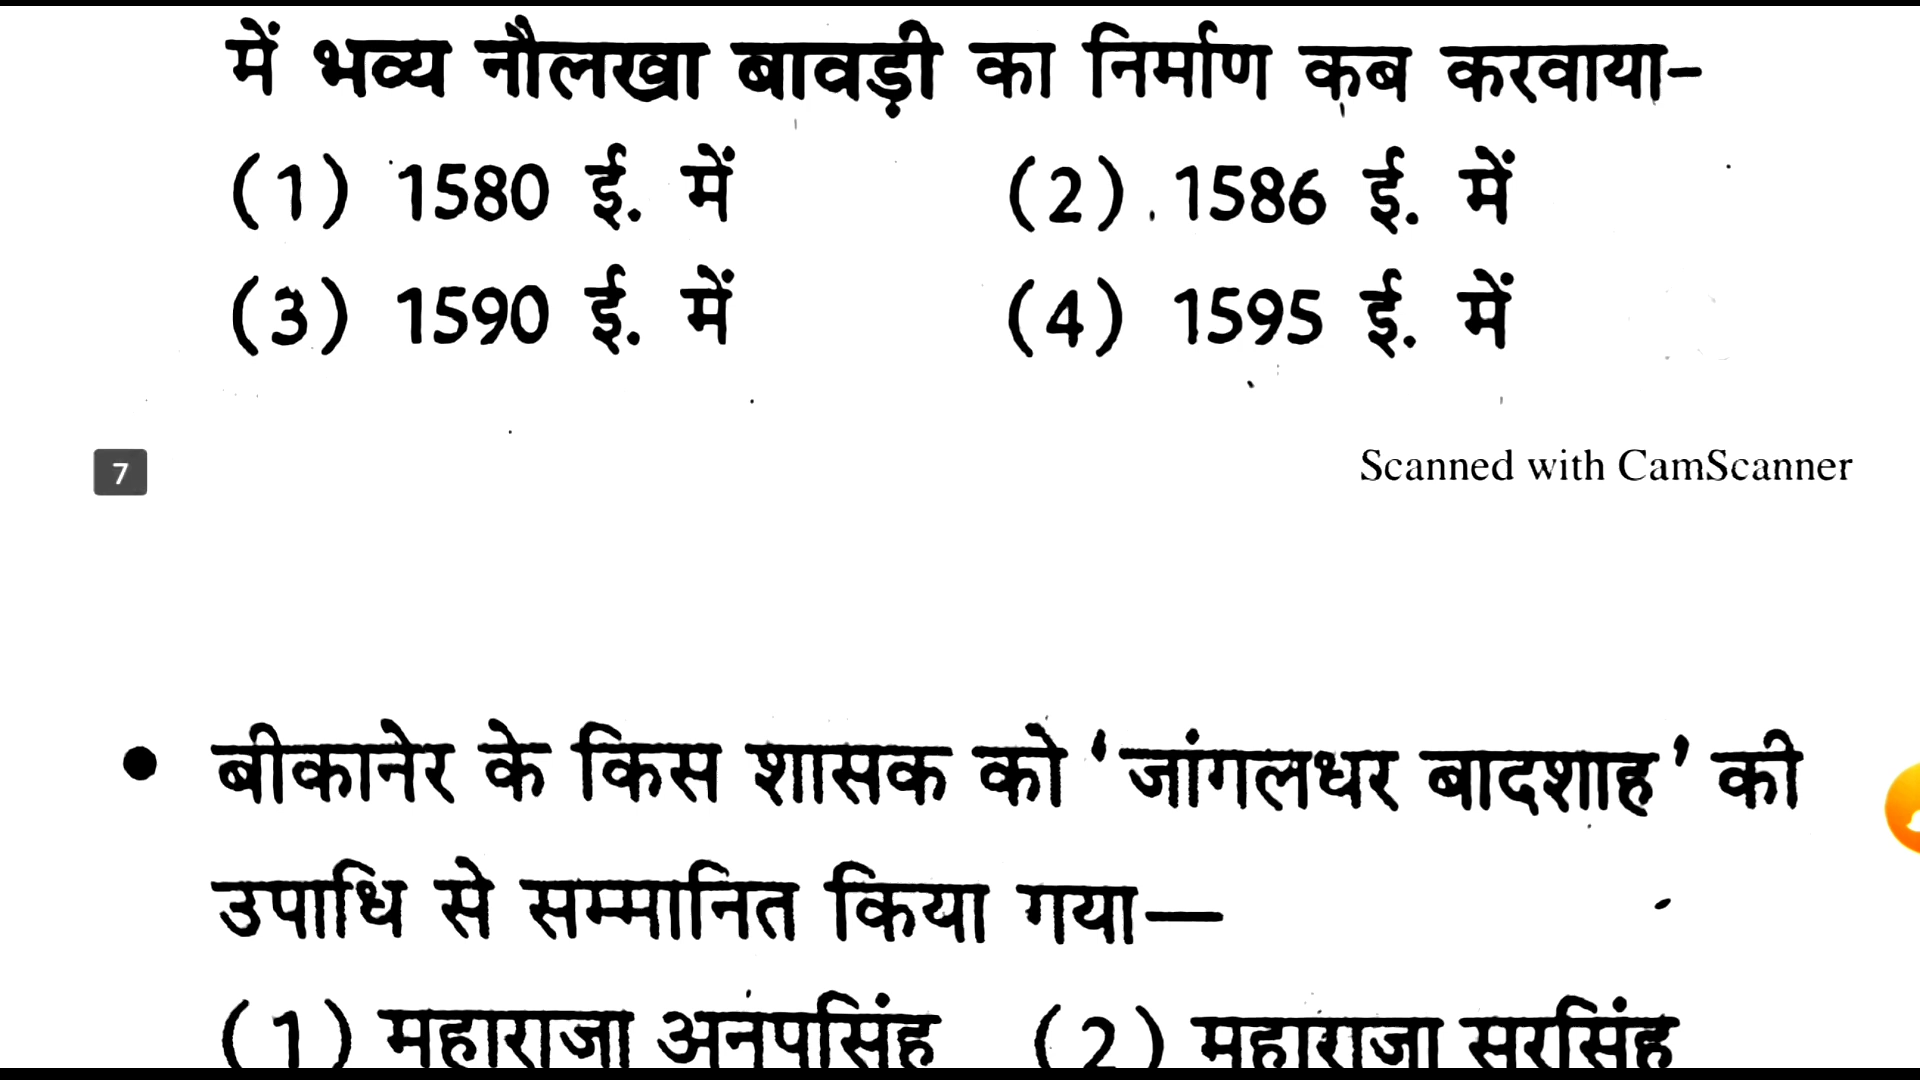 में भव्य नौलखा बावड़ी का निर्माण कब करवाया-
(1) 1580 ई. में (2) 1586 ई. में
(3) 1590 ई. में (4) 1595 ई. में
7 Scanned with CamScanner
• बीकानेर के किस शासक को ‘जांगलधर बादशाह’ की
उपाधि से सम्मानित किया गया—
(1) महाराजा अनूपसिंह (2) महाराजा सूरसिंह